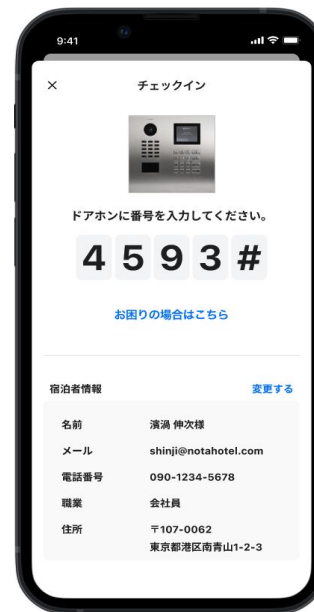 9:41
チェックイン
ドアホンに番号を入力してください。
4593#
お困りの場合はこちら
宿泊者情報 変更する
名前 濱渦 伸次様
メール shinji@notahotel.com
電話番号 090-1234-5678
職業 会社員
住所 〒107-0062
東京都港区南青山1-2-3